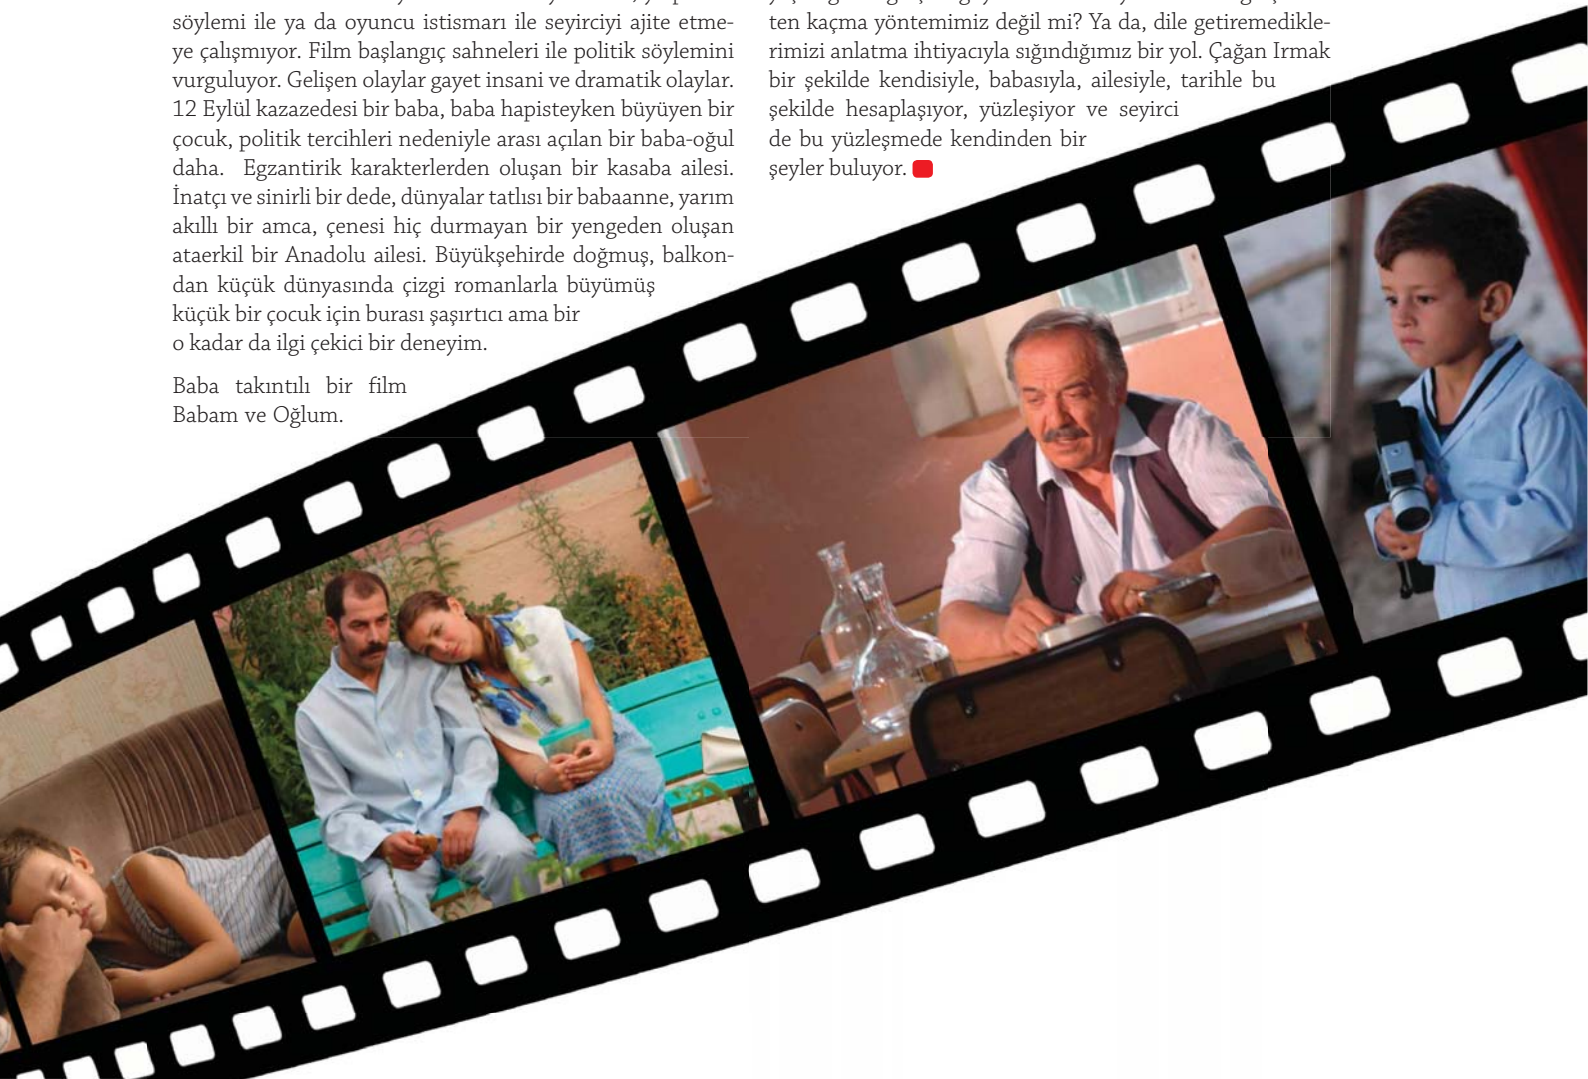 söylemi ile ya da oyuncu istismarı ile seyirciyi ajite etme-
ye çalışmıyor. Film başlangıç sahneleri ile politik söylemini
vurguluyor. Gelişen olaylar gayet insani ve dramatik olaylar.
12 Eylül kazazedesi bir baba, baba hapisteyken büyüyen bir
çocuk, politik tercihleri nedeniyle arası açılan bir baba-oğul
daha. Egzantirik karakterlerden oluşan bir kasaba ailesi.
İnatçı ve sinirli bir dede, dünyalar tatlısı bir babaanne, yarım
akıllı bir amca, çenesi hiç durmayan bir yengeden oluşan
ataerkil bir Anadolu ailesi. Büyükşehirde doğmuş, balkon-
dan küçük dünyasında çizgi romanlarla büyümüş
küçük bir çocuk için burası şaşırtıcı ama bir
o kadar da ilgi çekici bir deneyim.
Baba takıntılı bir film
Babam ve Oğlum.
ten kaçma yöntemimiz değil mi? Ya da, dile getiremedikle-
rimizi anlatma ihtiyacıyla sığındığımız bir yol. Çağan Irmak
bir şekilde kendisiyle, babasıyla, ailesiyle, tarihle bu
şekilde hesaplaşıyor, yüzleşiyor ve seyirci
de bu yüzleşmede kendinden bir
şeyler buluyor.